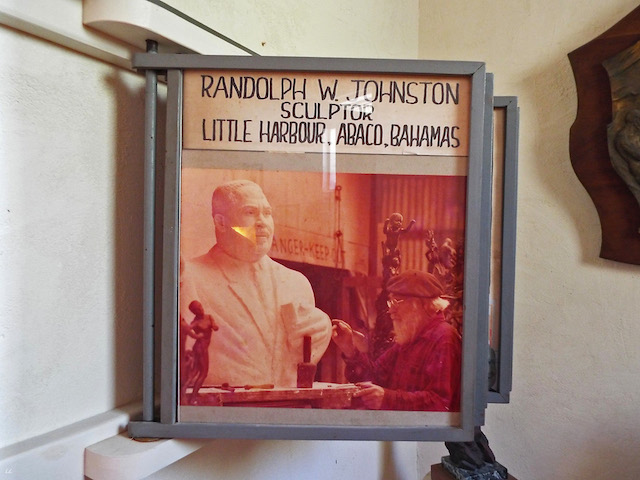 RANDOLPH W. JOHNSTON
SCULPTOR
LITTLE HARBOUR, ABACO, BAHAMAS